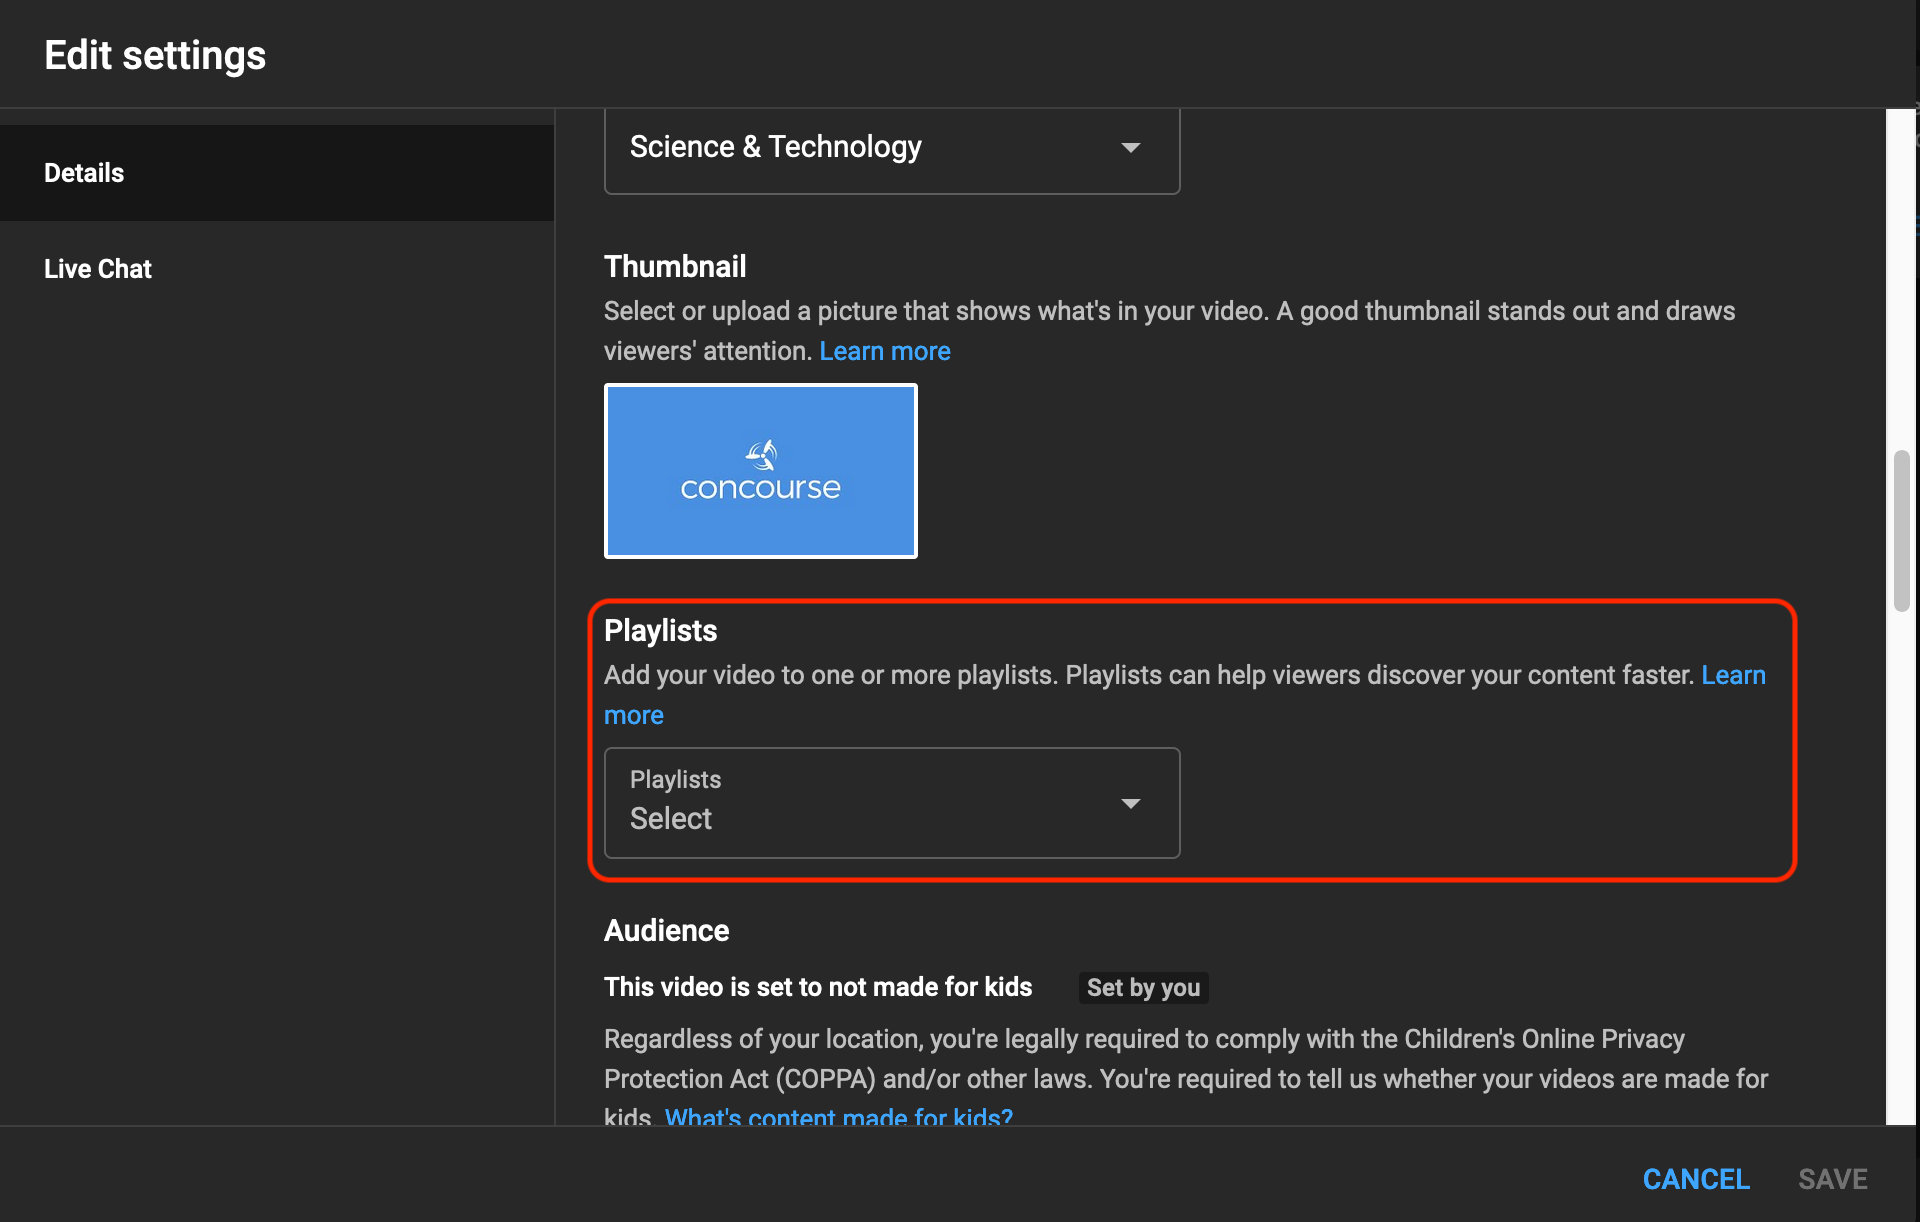 Edit settings
Details
Live Chat
Science & Technology
Thumbnail
Select or upload a picture that shows what's in your video. A good thumbnail stands out and draws
viewers' attention. Learn more
concourse
Playlists
Add your video to one or more playlists. Playlists can help viewers discover your content faster. Learn
more
Playlists
Select
Audience
This video is set to not made for kids Set by you
Regardless of your location, you're legally required to comply with the Children's Online Privacy
Protection Act (COPPA) and/or other laws. You're required to tell us whether your videos are made for
kids. What's content made for kids?
CANCEL SAVE